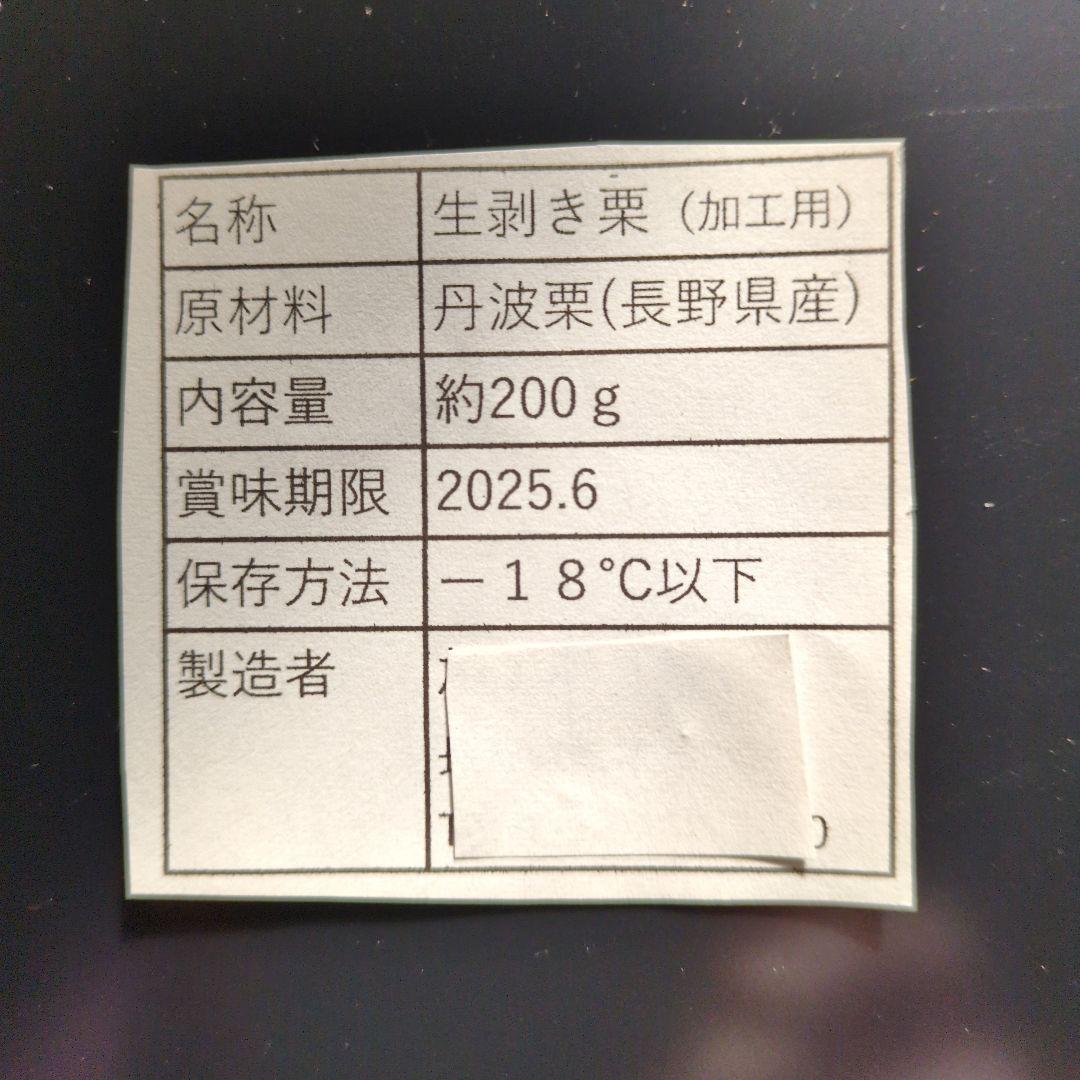 名称 生剥き栗（加工用）
原材料 丹波栗(長野県産)
内容量 約200ｇ
賞味期限 2025.6
保存方法 －１８℃以下
製造者